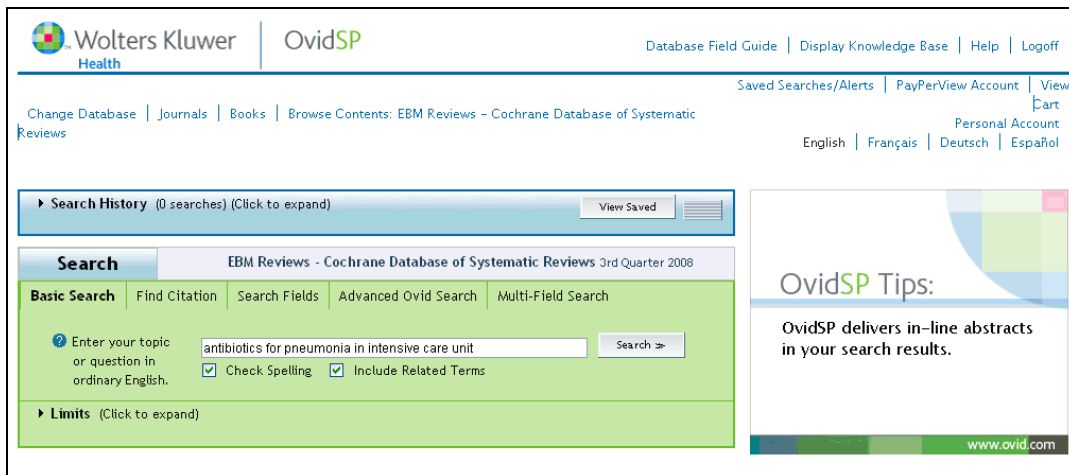 Wolters Kluwer
Health
OvidSP
Database Field Guide | Display Knowledge Base | Help | Logoff
Saved Searches/Alerts | PayPerView Account | View
Cart
Personal Account
English | Français | Deutsch | Español
Change Database | Journals | Books | Browse Contents: EBM Reviews - Cochrane Database of Systematic
Reviews
Search History (0 searches) (Click to expand)
View Saved
Search
EBM Reviews - Cochrane Database of Systematic Reviews 3rd Quarter 2008
Basic Search | Find Citation | Search Fields | Advanced Ovid Search | Multi-Field Search
? Enter your topic
or question in
ordinary English.
antibiotics for pneumonia in intensive care unit
Search >>
Check Spelling Include Related Terms
Limits (Click to expand)
OvidSP Tips:
OvidSP delivers in-line abstracts
in your search results.
www.ovid.com